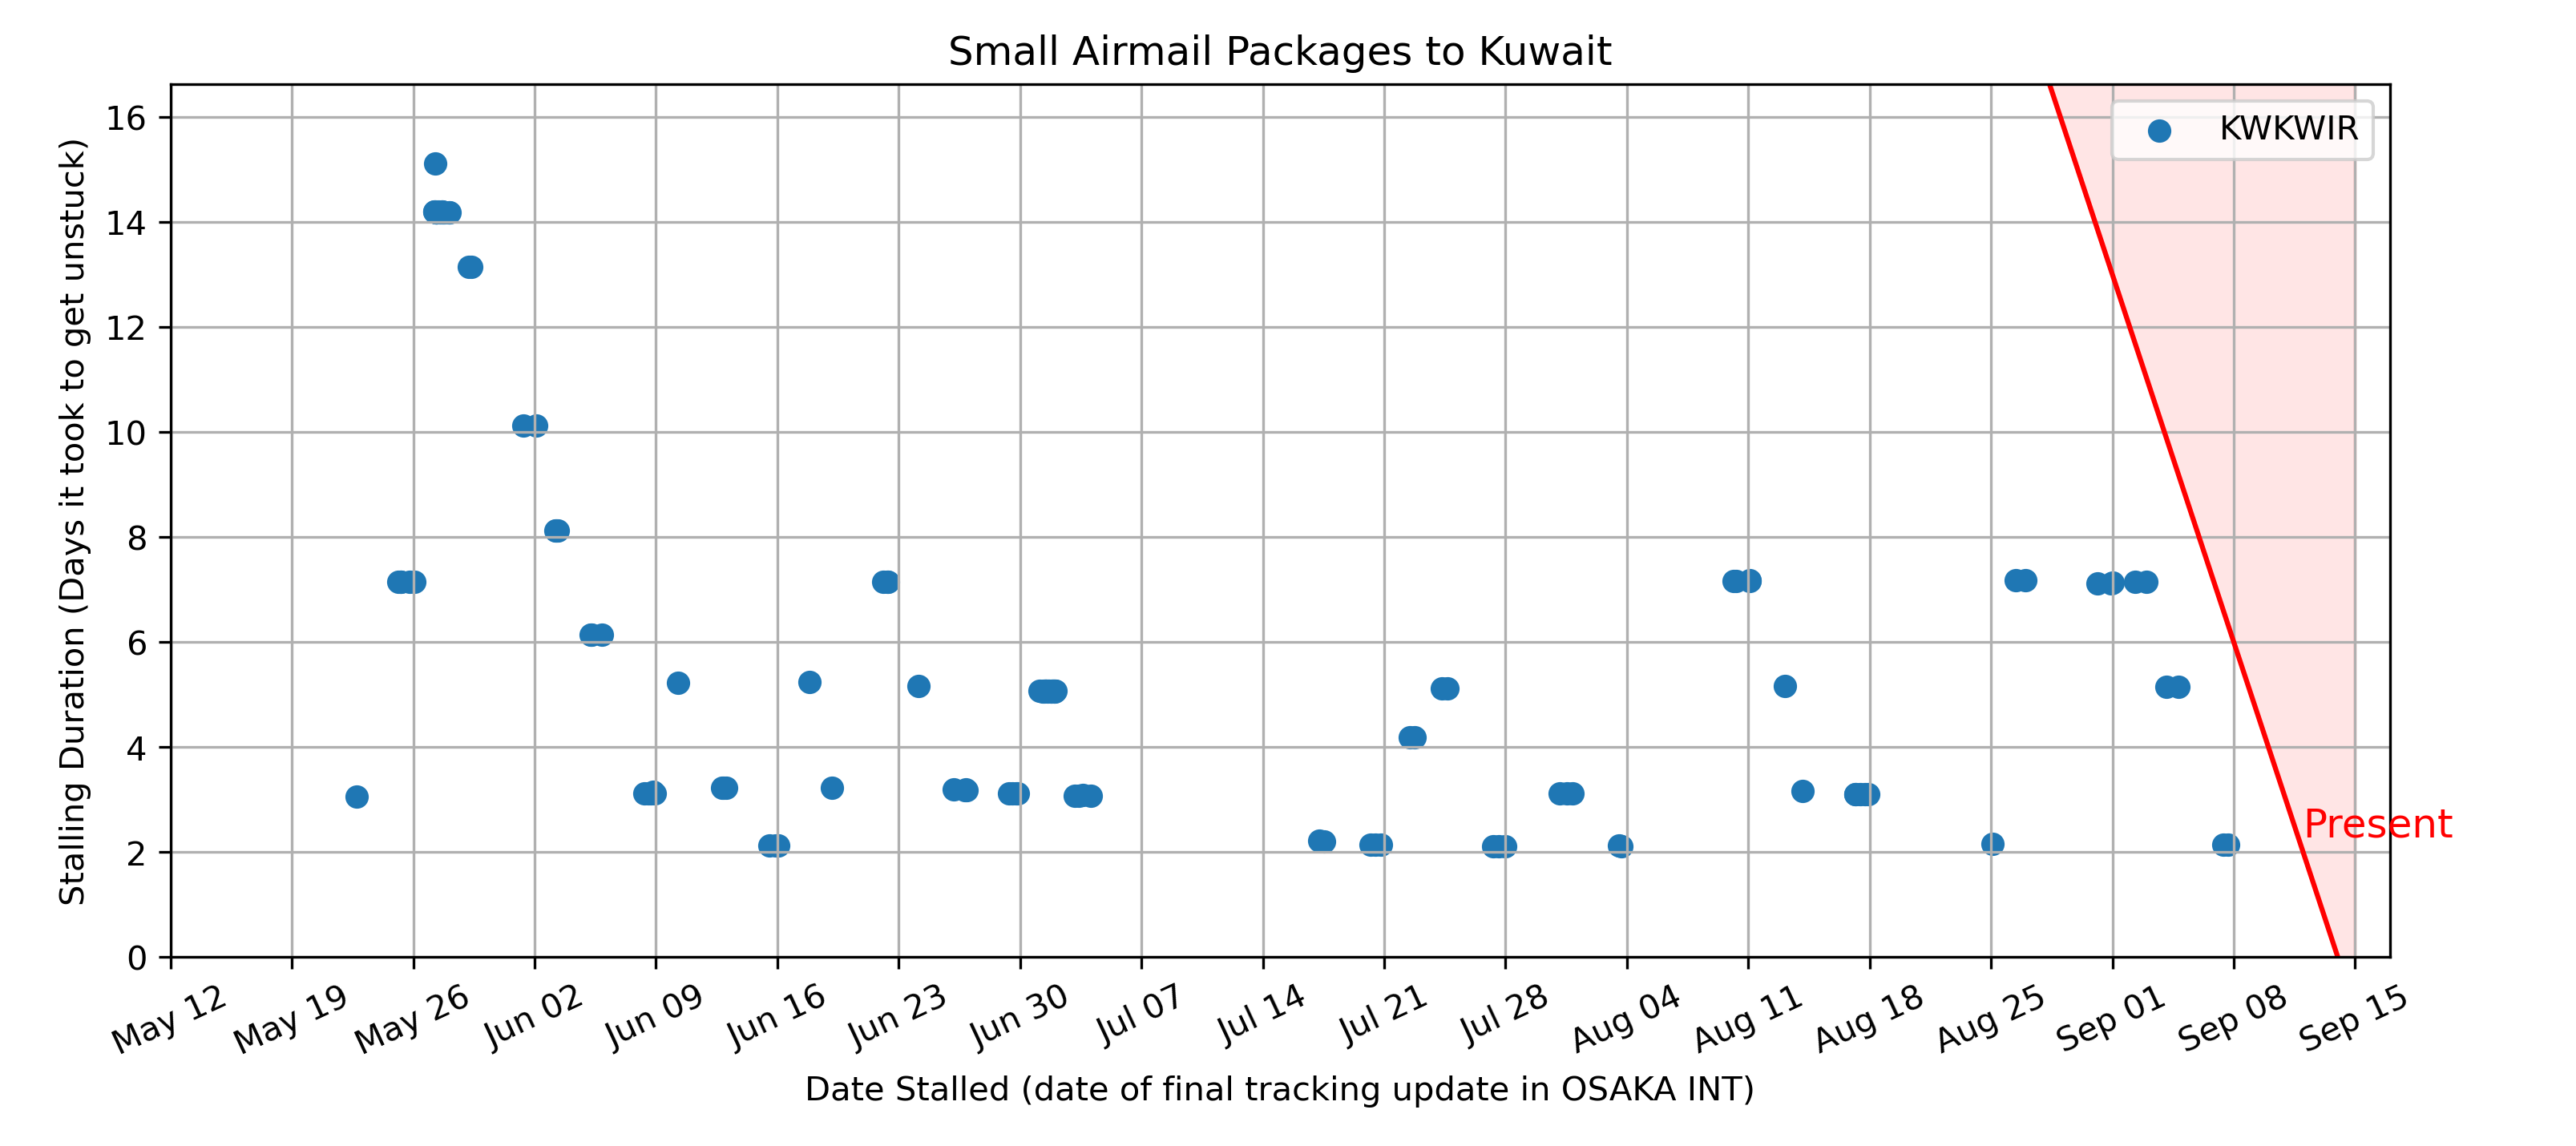 Small Airmail Packages to Kuwait
KWKWIR
Stalling Duration (Days it took to get unstuck)
16
14
12
10
8
6
4
2
0
Present
May 12
May 19
May 26
Jun 02
Jun 09
Jun 16
Jun 23
Jun 30
Jul 07
Jul 14
Jul 21
Jul 28
Aug 04
Aug 11
Aug 18
Aug 25
Sep 01
Sep 08
Sep 15
Date Stalled (date of final tracking update in OSAKA INT)